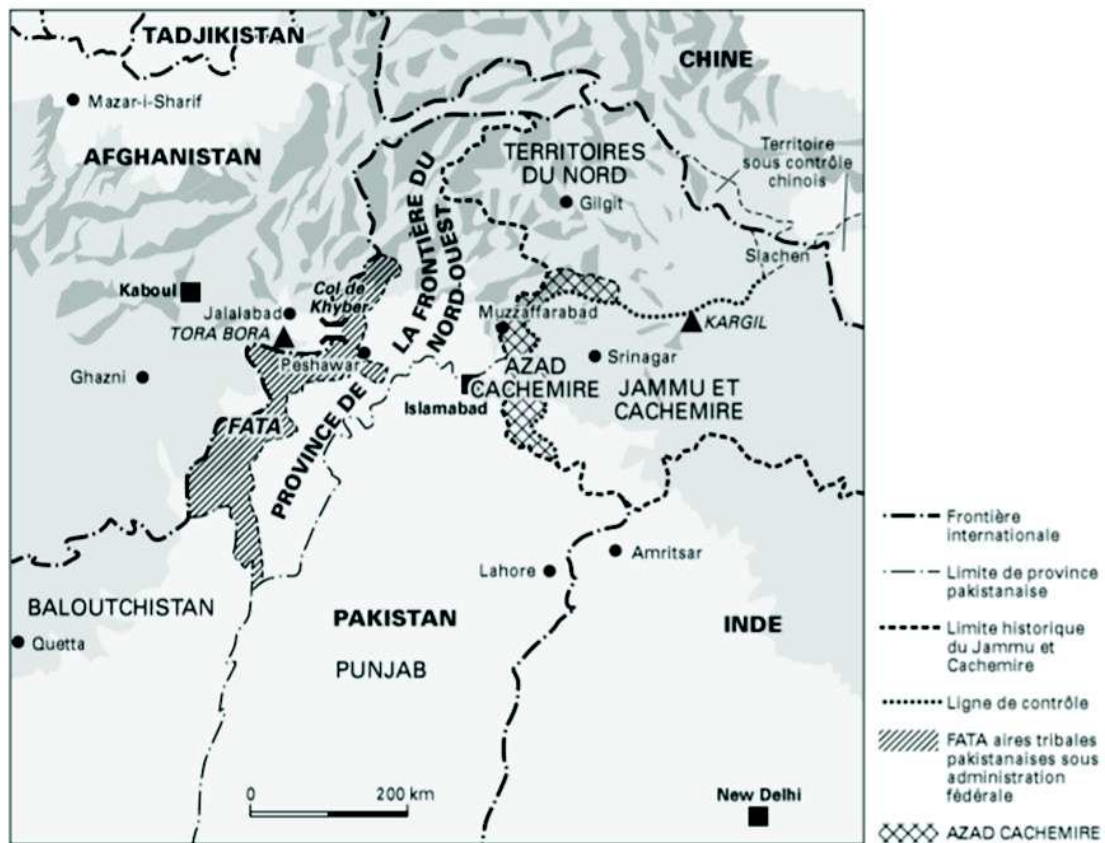 TADJIKISTAN
CHINE
Mazar-i-Sharif
AFGHANISTAN
TERRITOIRES
DU NORD
Territoire
sous contrôle
chinois
Gilgit
Siachen
LA FRONTIÈRE DU
NORD-OUEST
PROVINCE DE
Kaboul
Col de
Khyber
Jalalabad
TORA BORA
Muzzaffarabad
KARGIL
Peshawar
Srinagar
Ghazni
AZAD
CACHEMIRE
JAMMU ET
CACHEMIRE
Islamabad
FATA
Amritsar
Lahore
BALOUTCHISTAN
PAKISTAN
INDE
Quetta
PUNJAB
0 200 km
New Delhi
Frontière
internationale
Limite de province
pakistanaise
Limite historique
du Jammu et
Cachemire
Ligne de contrôle
FATA aires tribales
pakistanaises sous
administration
fédérale
AZAD CACHEMIRE